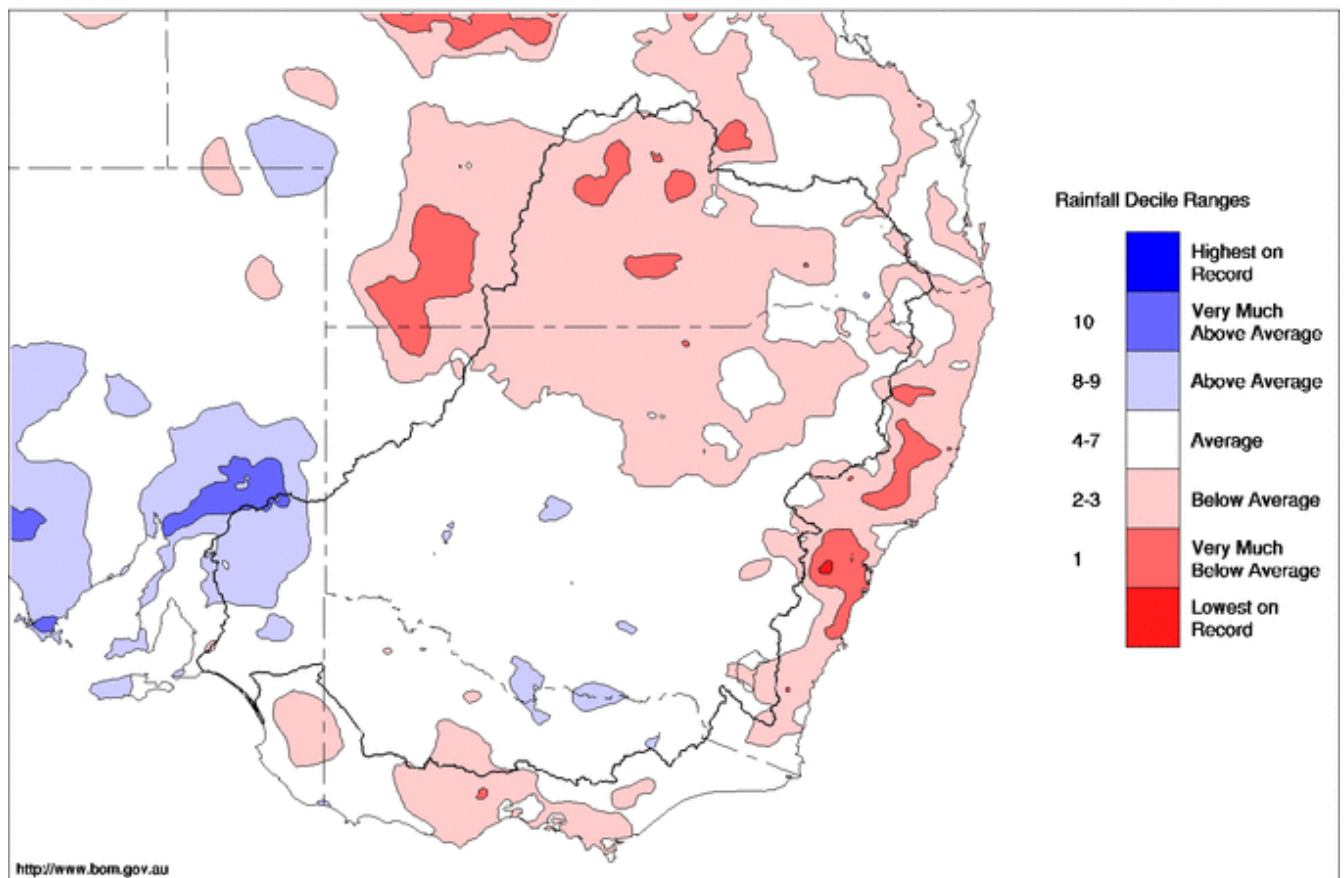 Rainfall Decile Ranges
Highest on
Record
10
Very Much
Above Average
8-9
Above Average
4-7
Average
2-3
Below Average
1
Very Much
Below Average
Lowest on
Record
http://www.bom.gov.au